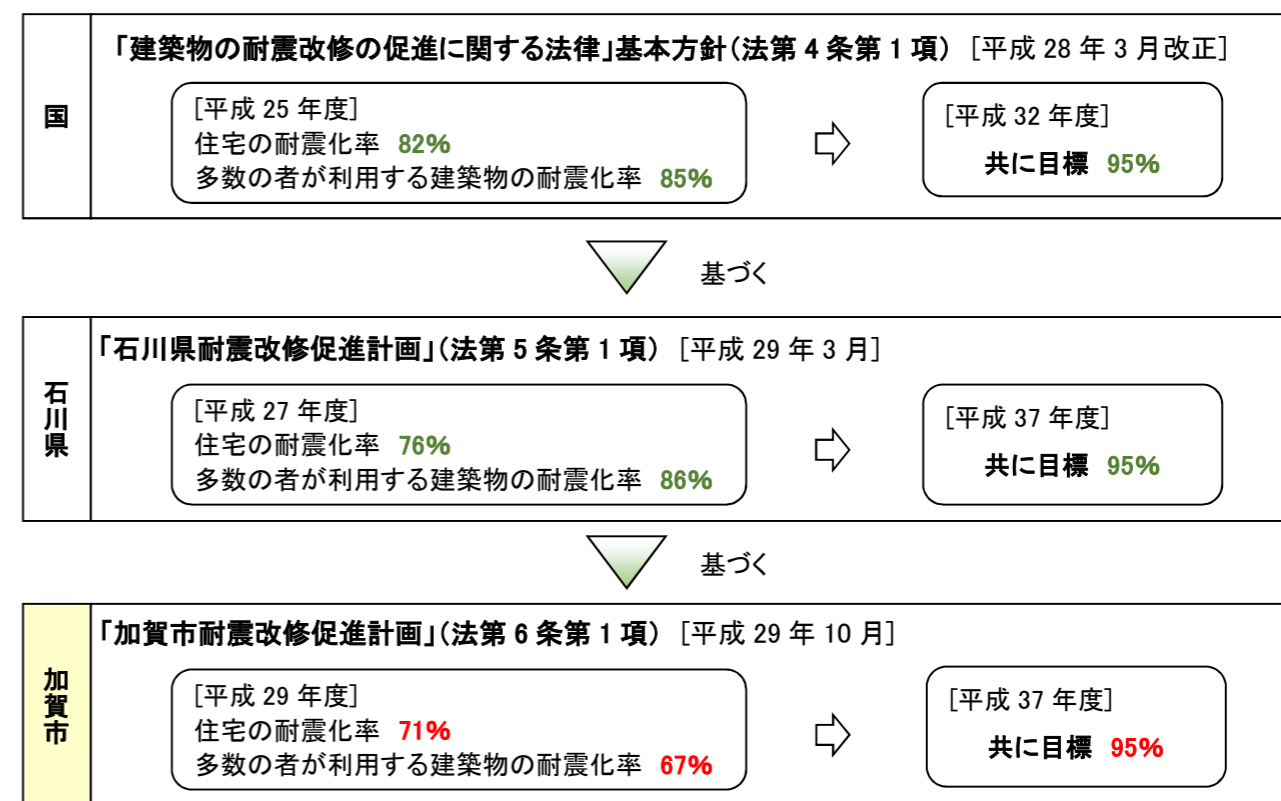 国
「建築物の耐震改修の促進に関する法律」基本方針(法第4条第1項) [平成28年3月改正]
[平成25年度]
住宅の耐震化率 82%
多数の者が利用する建築物の耐震化率 85%
[平成32年度]
共に目標 95%
基づく
石川県
「石川県耐震改修促進計画」(法第5条第1項) [平成29年3月]
[平成27年度]
住宅の耐震化率 76%
多数の者が利用する建築物の耐震化率 86%
[平成37年度]
共に目標 95%
基づく
加賀市
「加賀市耐震改修促進計画」(法第6条第1項) [平成29年10月]
[平成29年度]
住宅の耐震化率 71%
多数の者が利用する建築物の耐震化率 67%
[平成37年度]
共に目標 95%